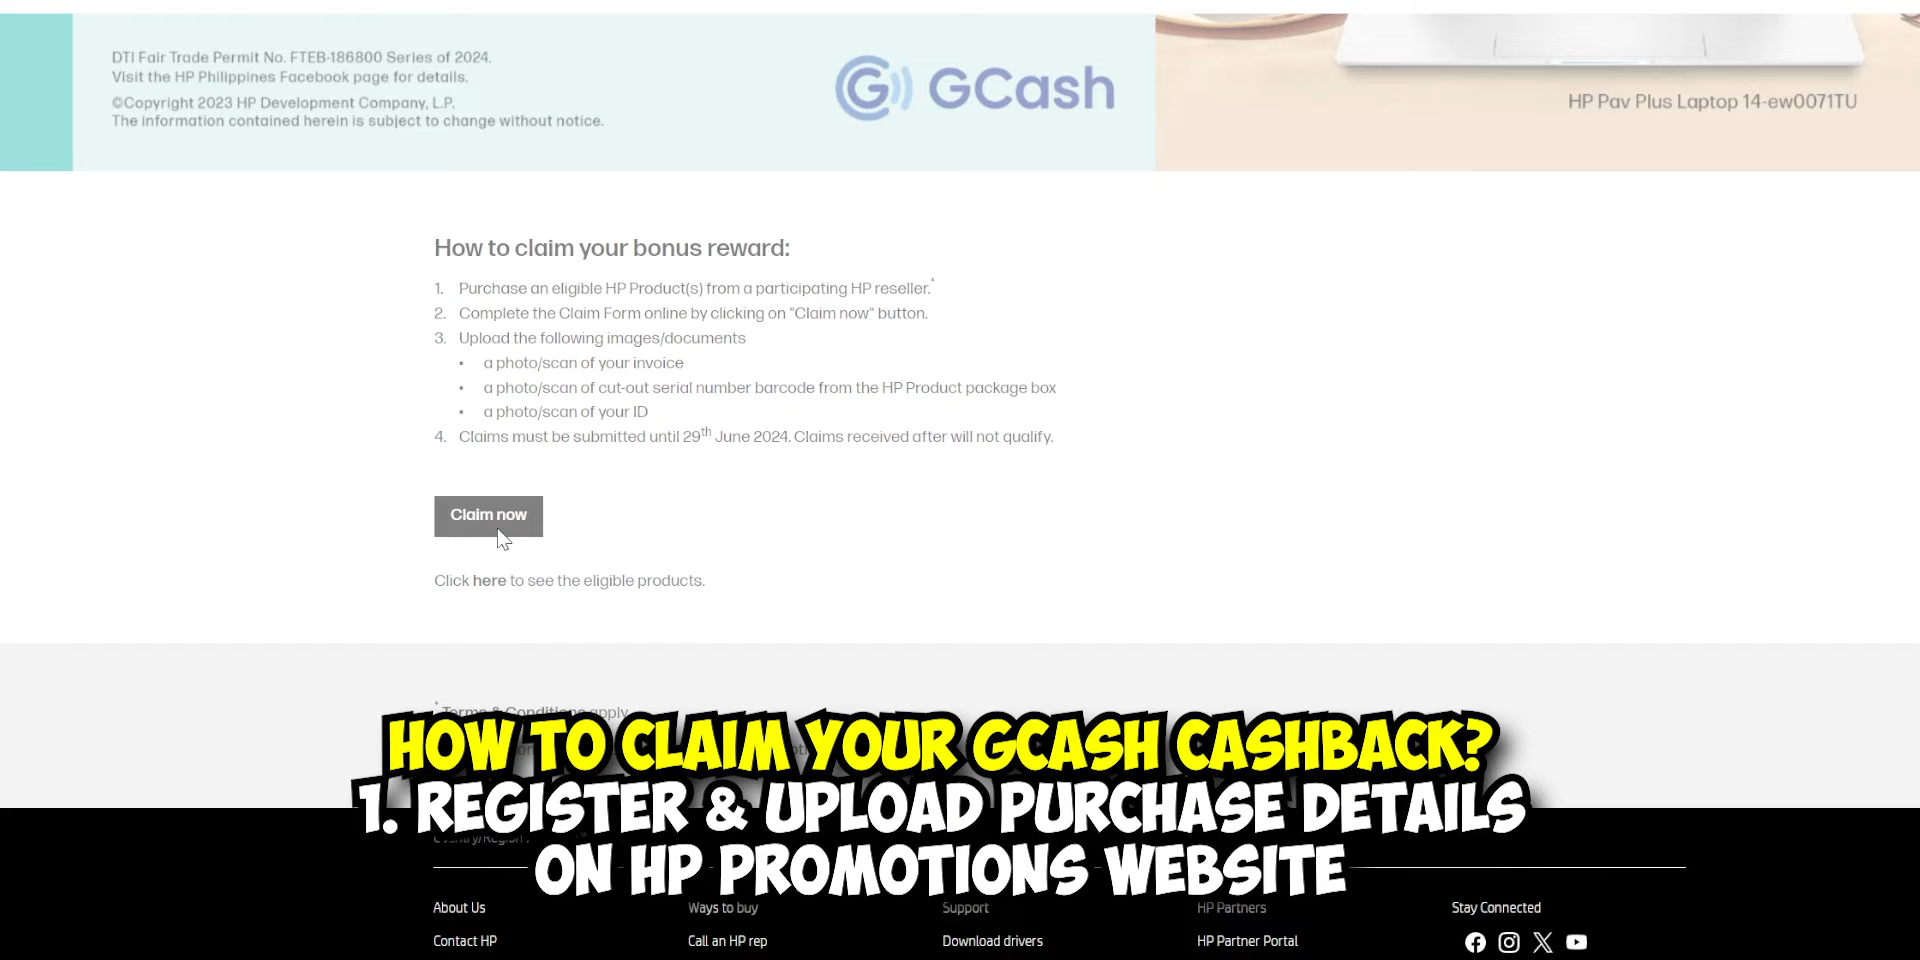 DTI Fair Trade Permit No. FTEB-186800 Series of 2024.
Visit the HP Philippines Facebook page for details.
©Copyright 2023 HP Development Company, L.P.
The information contained herein is subject to change without notice.
GCash
HP Pav Plus Laptop 14-ew0071TU
How to claim your bonus reward:
1. Purchase an eligible HP Product(s) from a participating HP reseller.*
2. Complete the Claim Form online by clicking on "Claim now" button.
3. Upload the following images/documents
▪ a photo/scan of your invoice
▪ a photo/scan of cut-out serial number barcode from the HP Product package box
▪ a photo/scan of your ID
4. Claims must be submitted until 29th June 2024. Claims received after will not qualify.
Claim now
Click here to see the eligible products.
* Terms & Conditions apply
HOW TO CLAIM YOUR GCASH CASHBACK?
1. REGISTER & UPLOAD PURCHASE DETAILS
ON HP PROMOTIONS WEBSITE
About Us
Ways to buy
Support
HP Partners
Stay Connected
Contact HP
Call an HP rep
Download drivers
HP Partner Portal